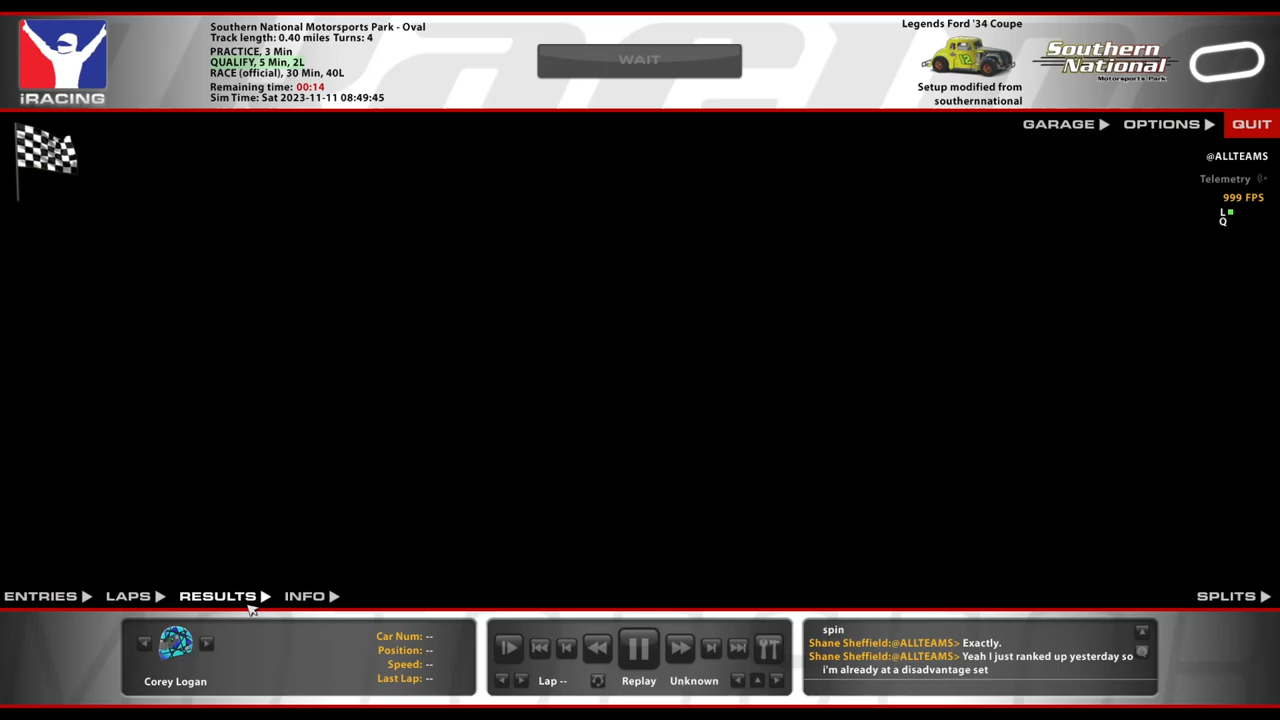 iRACING
Southern National Motorsports Park - Oval
Track length: 0.40 miles Turns: 4
PRACTICE, 3 Min
QUALIFY, 5 Min, 2L
RACE (official), 30 Min, 40L
Remaining time: 00:14
Sim Time: Sat 2023-11-11 08:49:45
WAIT
Legends Ford '34 Coupe
12
Setup modified from
southernnational
Southern
National
Motorsports Park
GARAGE
OPTIONS
QUIT
@ALLTEAMS
Telemetry
999 FPS
L
Q
ENTRIES
LAPS
RESULTS
INFO
SPLITS
Corey Logan
Car Num: --
Position: --
Speed: --
Last Lap: --
Lap --
Replay
Unknown
spin
Shane Sheffield:@ALLTEAMS> Exactly.
Shane Sheffield:@ALLTEAMS> Yeah I just ranked up yesterday so
i'm already at a disadvantage set